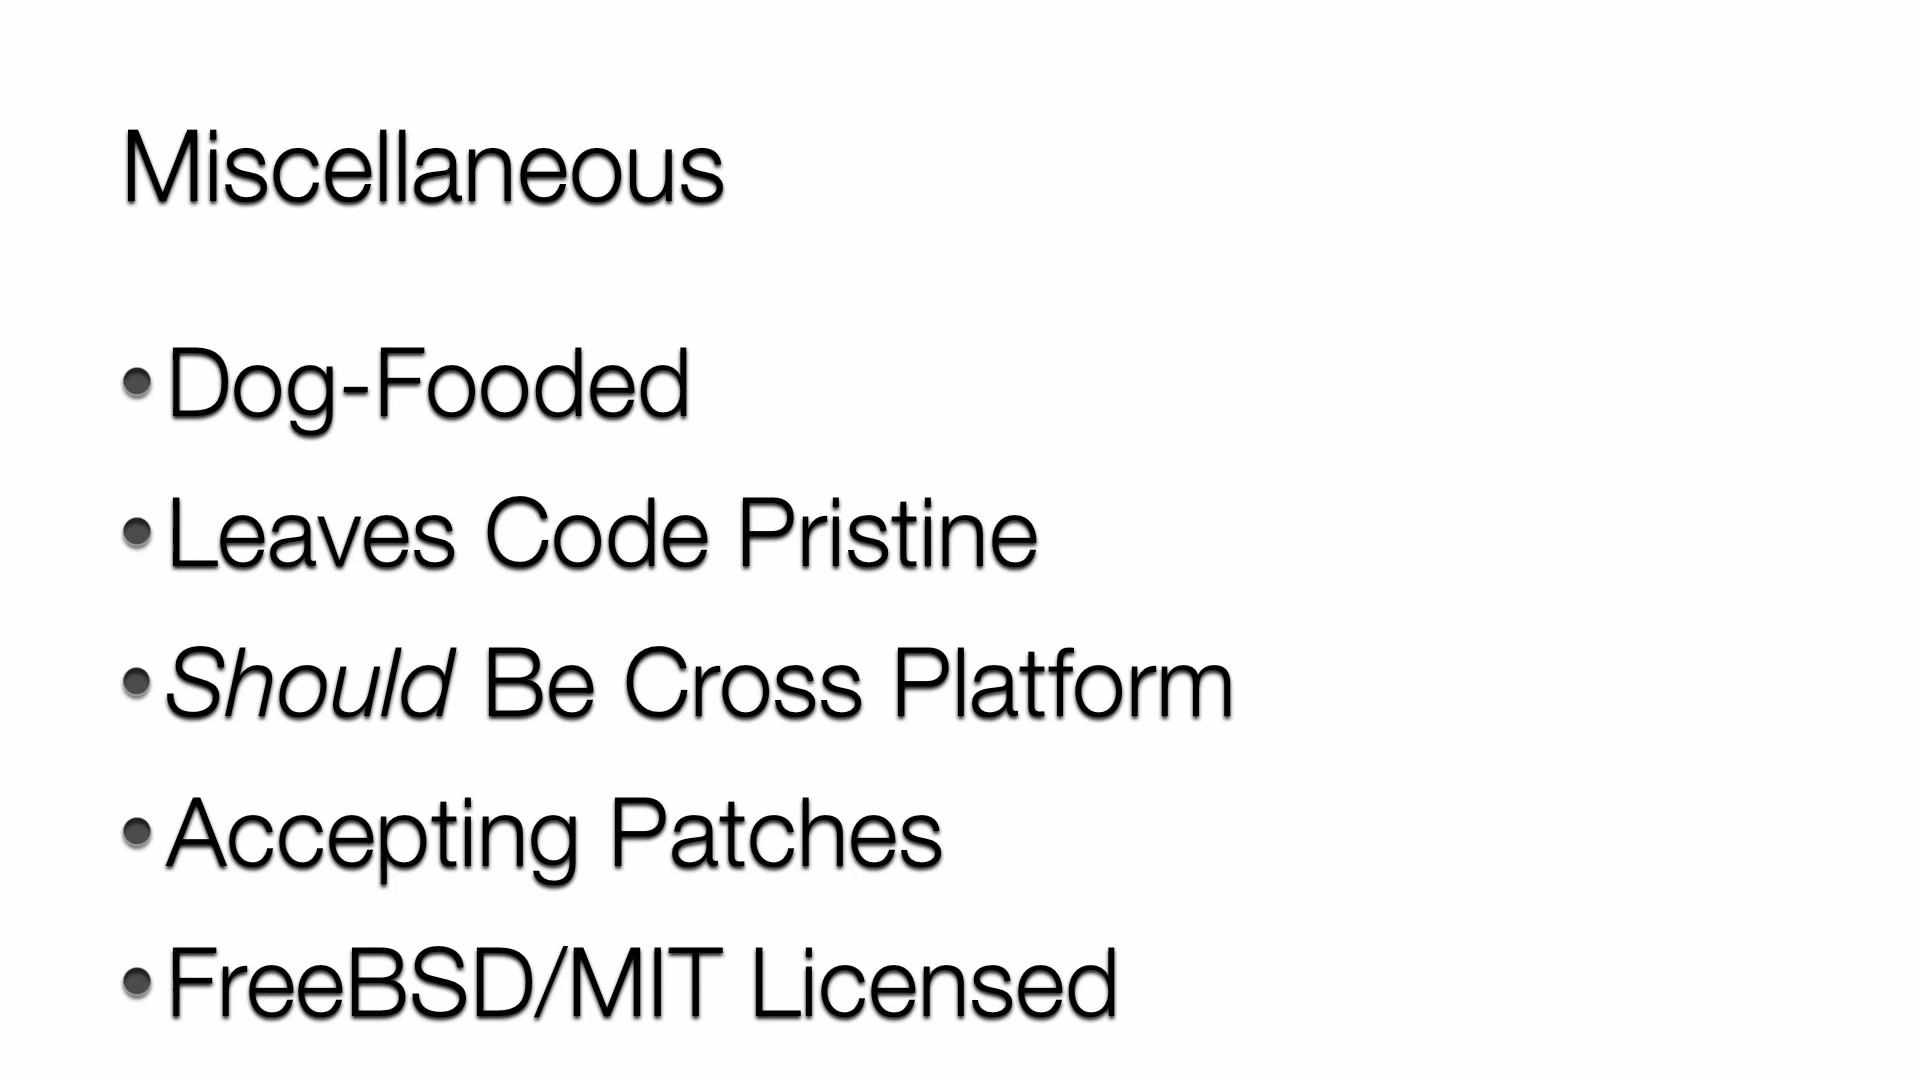 Miscellaneous
• Dog-Fooded
• Leaves Code Pristine
• Should Be Cross Platform
• Accepting Patches
• FreeBSD/MIT Licensed